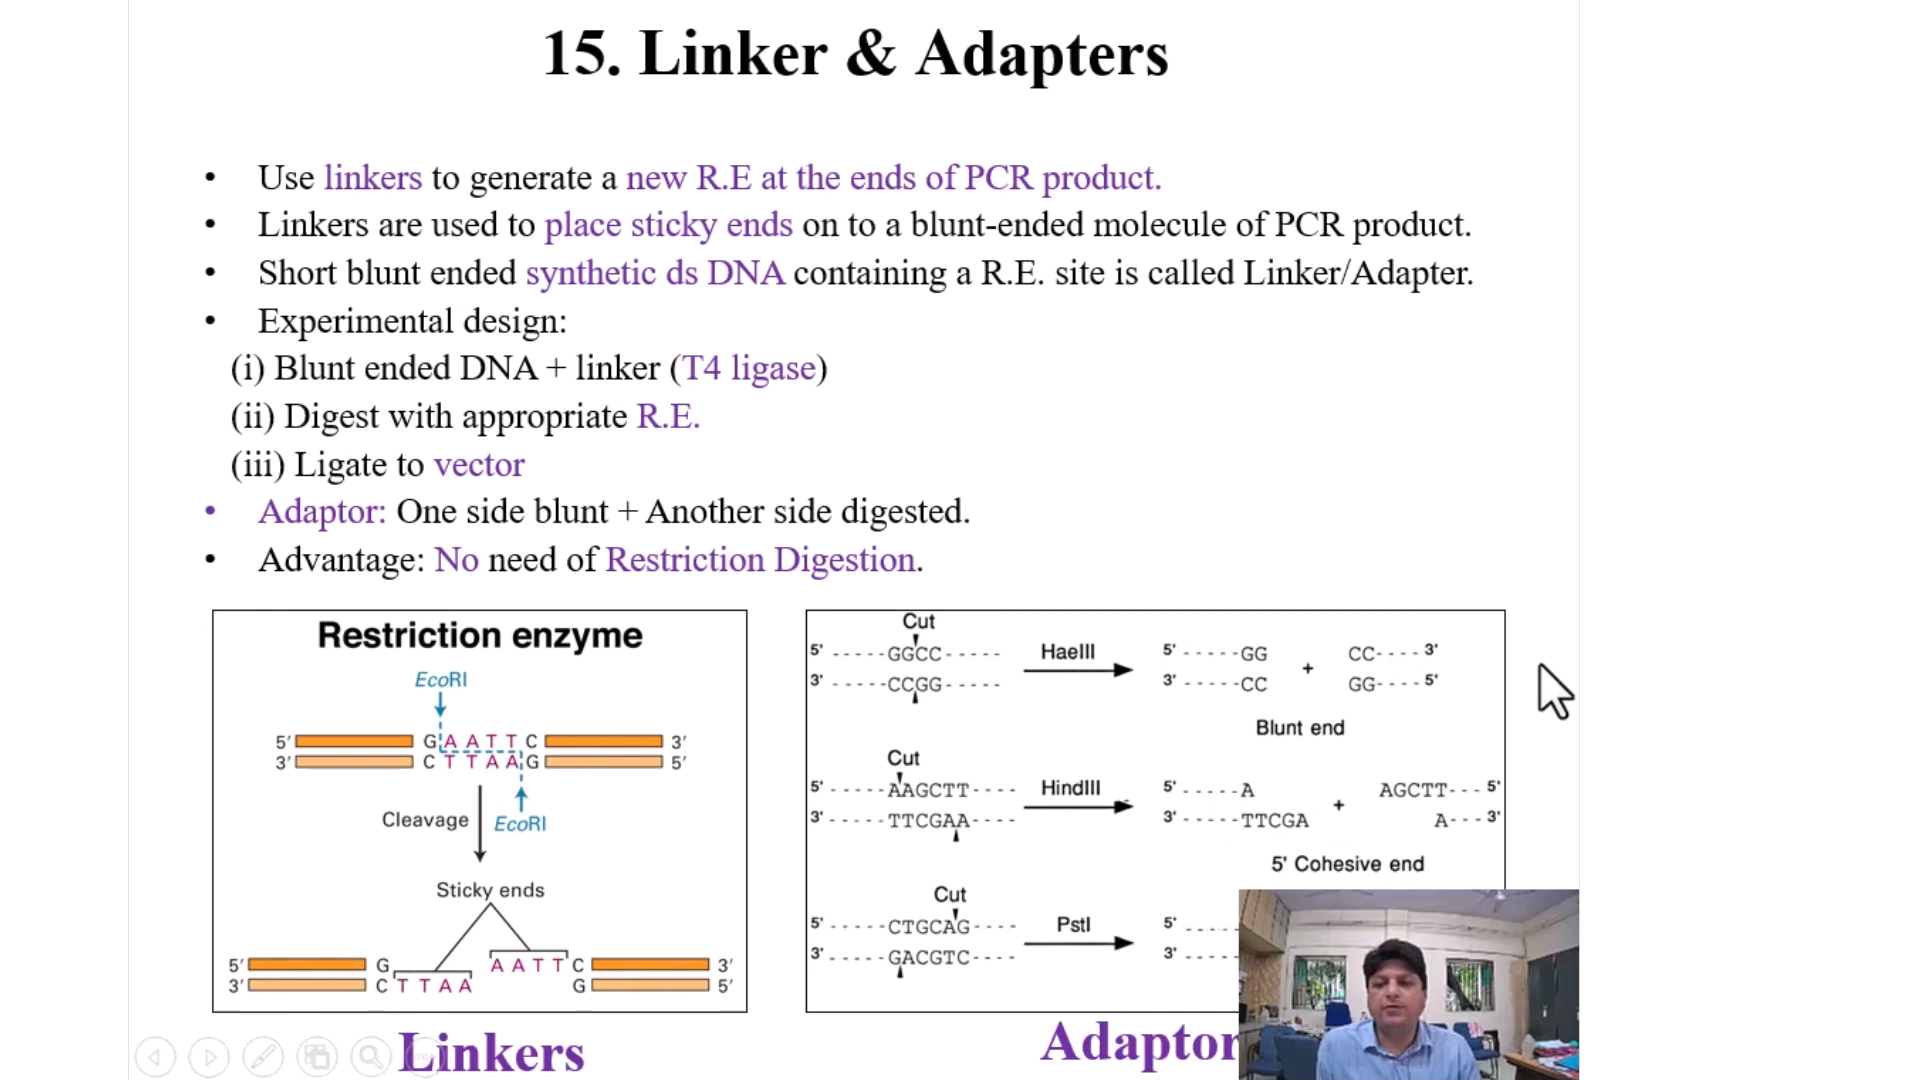 15. Linker & Adapters
• Use linkers to generate a new R.E at the ends of PCR product.
• Linkers are used to place sticky ends on to a blunt-ended molecule of PCR product.
• Short blunt ended synthetic ds DNA containing a R.E. site is called Linker/Adapter.
• Experimental design:
(i) Blunt ended DNA + linker (T4 ligase)
(ii) Digest with appropriate R.E.
(iii) Ligate to vector
• Adaptor: One side blunt + Another side digested.
• Advantage: No need of Restriction Digestion.
Restriction enzyme
EcoRI
5' G A A T T C 3'
3' C T T A A G 5'
Cleavage
EcoRI
Sticky ends
5' G A A T T C 3'
3' C T T A A G 5'
Linkers
Cut
5' -----GGCC----- HaeIII 5' -----GG + CC---- 3'
3' -----CCGG----- 3' -----CC GG---- 5'
Blunt end
Cut
5' -----AAGCTT---- HindIII 5' -----A + AGCTT--- 5'
3' -----TTCGAA---- 3' -----TTCGA A--- 3'
5' Cohesive end
Cut
5' -----CTGCAG---- PstI 5' ----
3' -----GACGTC---- 3' ----
Adaptor